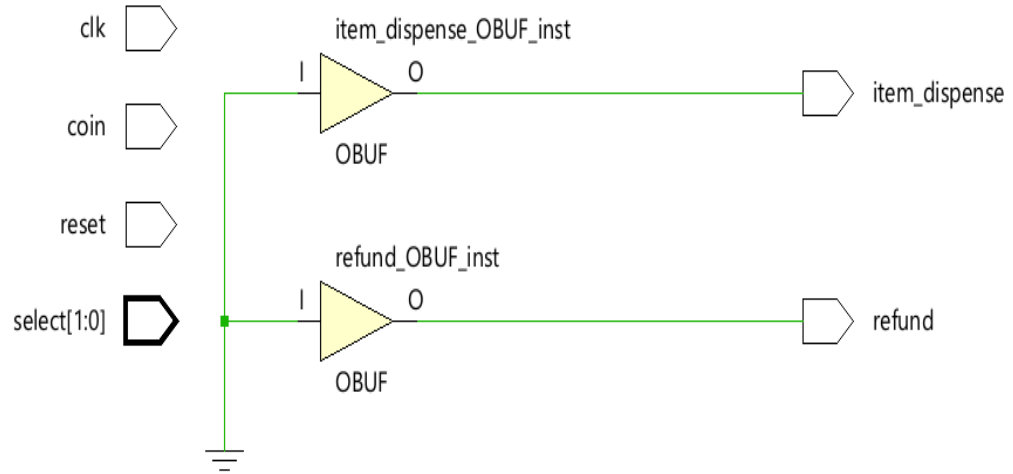 clk
item_dispense_OBUF_inst
I
O
item_dispense
coin
OBUF
reset
refund_OBUF_inst
I
O
select[1:0]
refund
OBUF